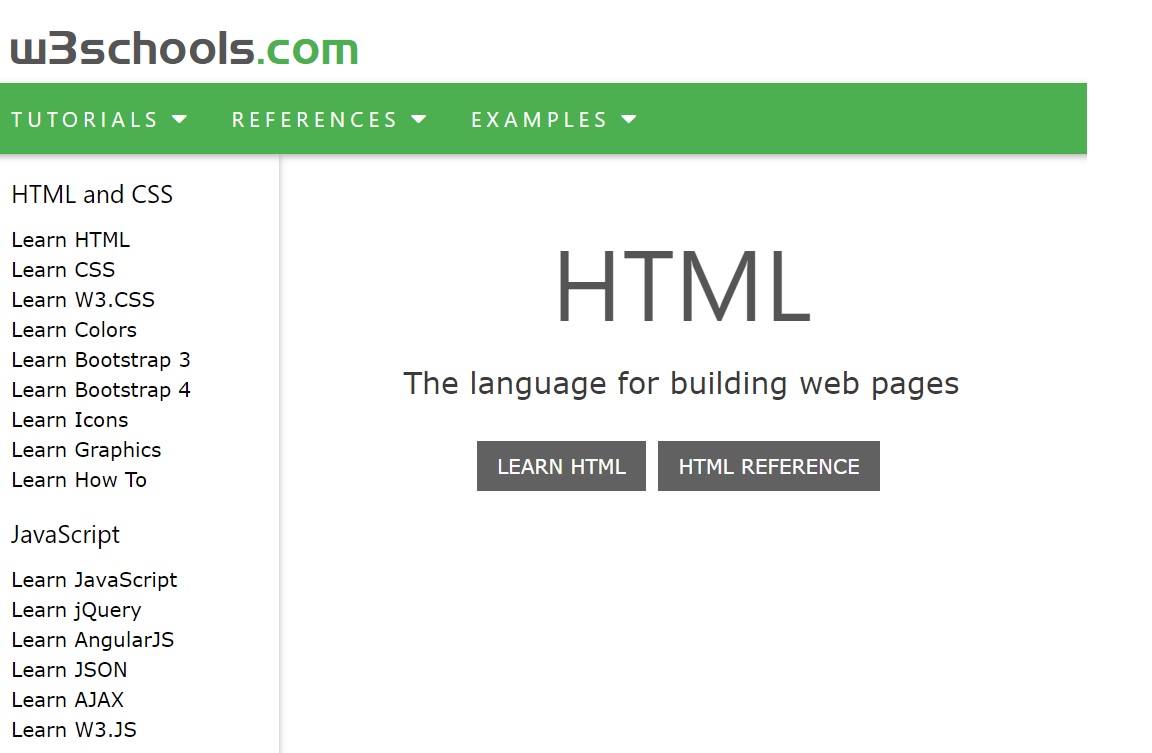 w3schools.com
TUTORIALS REFERENCES EXAMPLES
HTML and CSS
Learn HTML
Learn CSS
Learn W3.CSS
Learn Colors
Learn Bootstrap 3
Learn Bootstrap 4
Learn Icons
Learn Graphics
Learn How To
JavaScript
Learn JavaScript
Learn jQuery
Learn AngularJS
Learn JSON
Learn AJAX
Learn W3.JS
HTML
The language for building web pages
LEARN HTML HTML REFERENCE